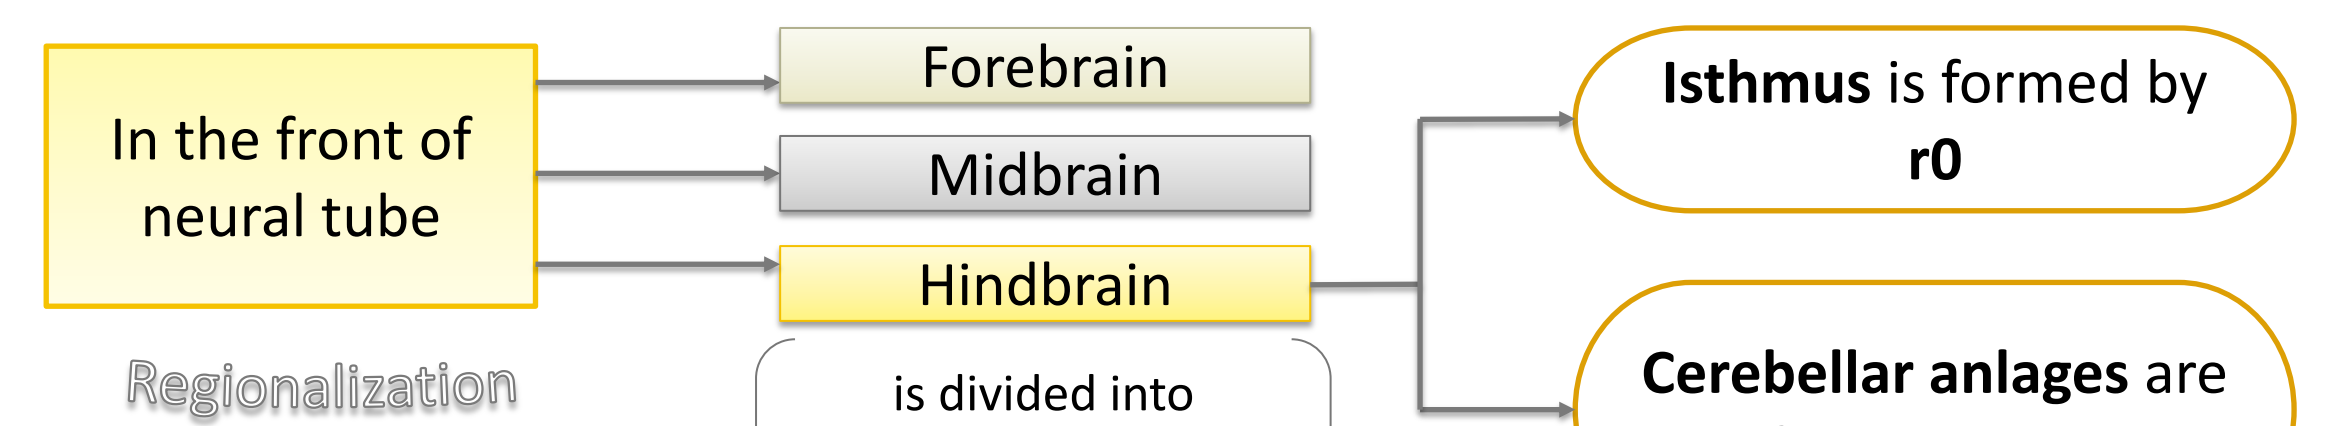 In the front of
neural tube
Regionalization
Forebrain
Midbrain
Hindbrain
is divided into
Isthmus is formed by
r0
Cerebellar anlages are